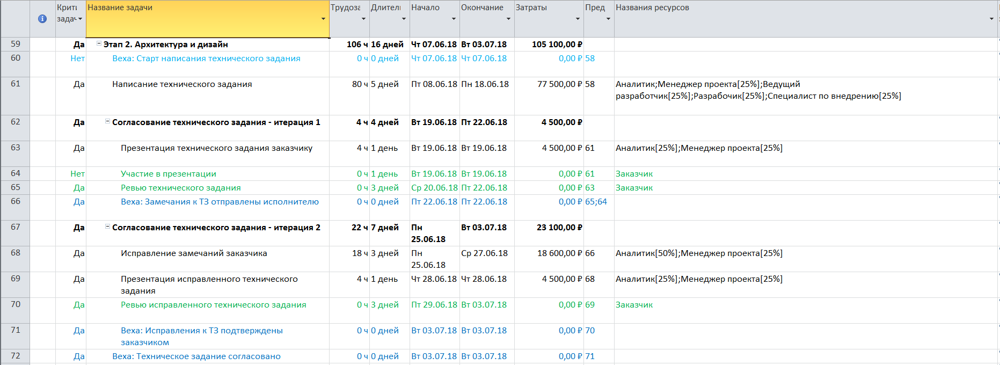 Крити задач Название задачи Трудоза Длителı Начало Окончание Затраты Пред Названия ресурсов
59 Да Этап 2. Архитектура и дизайн 106 ч 16 дней Чт 07.06.18 Вт 03.07.18 105 100,00 ₽
60 Нет Веха: Старт написания технического задания 0 ч 0 дней Чт 07.06.18 Чт 07.06.18 0,00 ₽ 58
61 Да Написание технического задания 80 ч 5 дней Пт 08.06.18 Пн 18.06.18 77 500,00 ₽ 58 Аналитик;Менеджер проекта[25%];Ведущий
разработчик[25%];Разрабочик[25%];Специалист по внедрению[25%]
62 Да Согласование технического задания - итерация 1 4 ч 4 дней Вт 19.06.18 Пт 22.06.18 4 500,00 ₽
63 Да Презентация технического задания заказчику 4 ч 1 день Вт 19.06.18 Вт 19.06.18 4 500,00 ₽ 61 Аналитик[25%];Менеджер проекта[25%]
64 Нет Участие в презентации 0 ч 1 день Вт 19.06.18 Вт 19.06.18 0,00 ₽ 61 Заказчик
65 Да Ревью технического задания 0 ч 3 дней Ср 20.06.18 Пт 22.06.18 0,00 ₽ 63 Заказчик
66 Да Веха: Замечания к ТЗ отправлены исполнителю 0 ч 0 дней Пт 22.06.18 Пт 22.06.18 0,00 ₽ 65;64
67 Да Согласование технического задания - итерация 2 22 ч 7 дней Пн Вт 03.07.18 23 100,00 ₽
25.06.18
68 Да Исправление замечаний заказчика 18 ч 3 дней Пн Ср 27.06.18 18 600,00 ₽ 66 Аналитик[50%];Менеджер проекта[25%]
25.06.18
69 Да Презентация исправленного технического 4 ч 1 день Чт 28.06.18 Чт 28.06.18 4 500,00 ₽ 68 Аналитик[25%];Менеджер проекта[25%]
задания
70 Да Ревью исправленного технического задания 0 ч 3 дней Пт 29.06.18 Вт 03.07.18 0,00 ₽ 69 Заказчик
71 Да Веха: Исправления к ТЗ подтверждены 0 ч 0 дней Вт 03.07.18 Вт 03.07.18 0,00 ₽ 70
заказчиком
72 Да Веха: Техническое задание согласовано 0 ч 0 дней Вт 03.07.18 Вт 03.07.18 0,00 ₽ 71